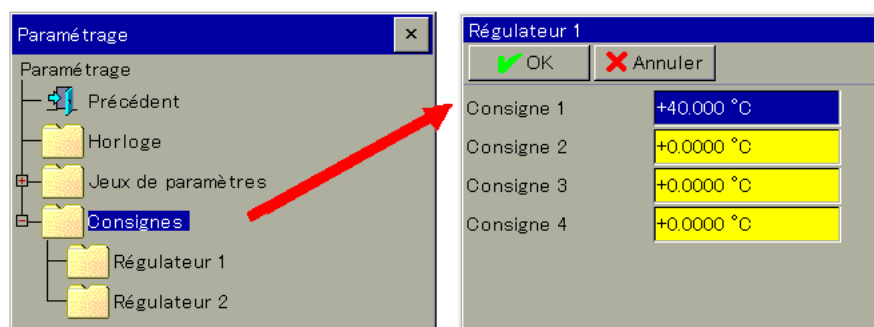 Paramétrage
Paramétrage
Précédent
Horloge
Jeux de paramètres
Consignes
Régulateur 1
Régulateur 2
Régulateur 1
OK Annuler
Consigne 1 +40.000 °C
Consigne 2 +0.0000 °C
Consigne 3 +0.0000 °C
Consigne 4 +0.0000 °C